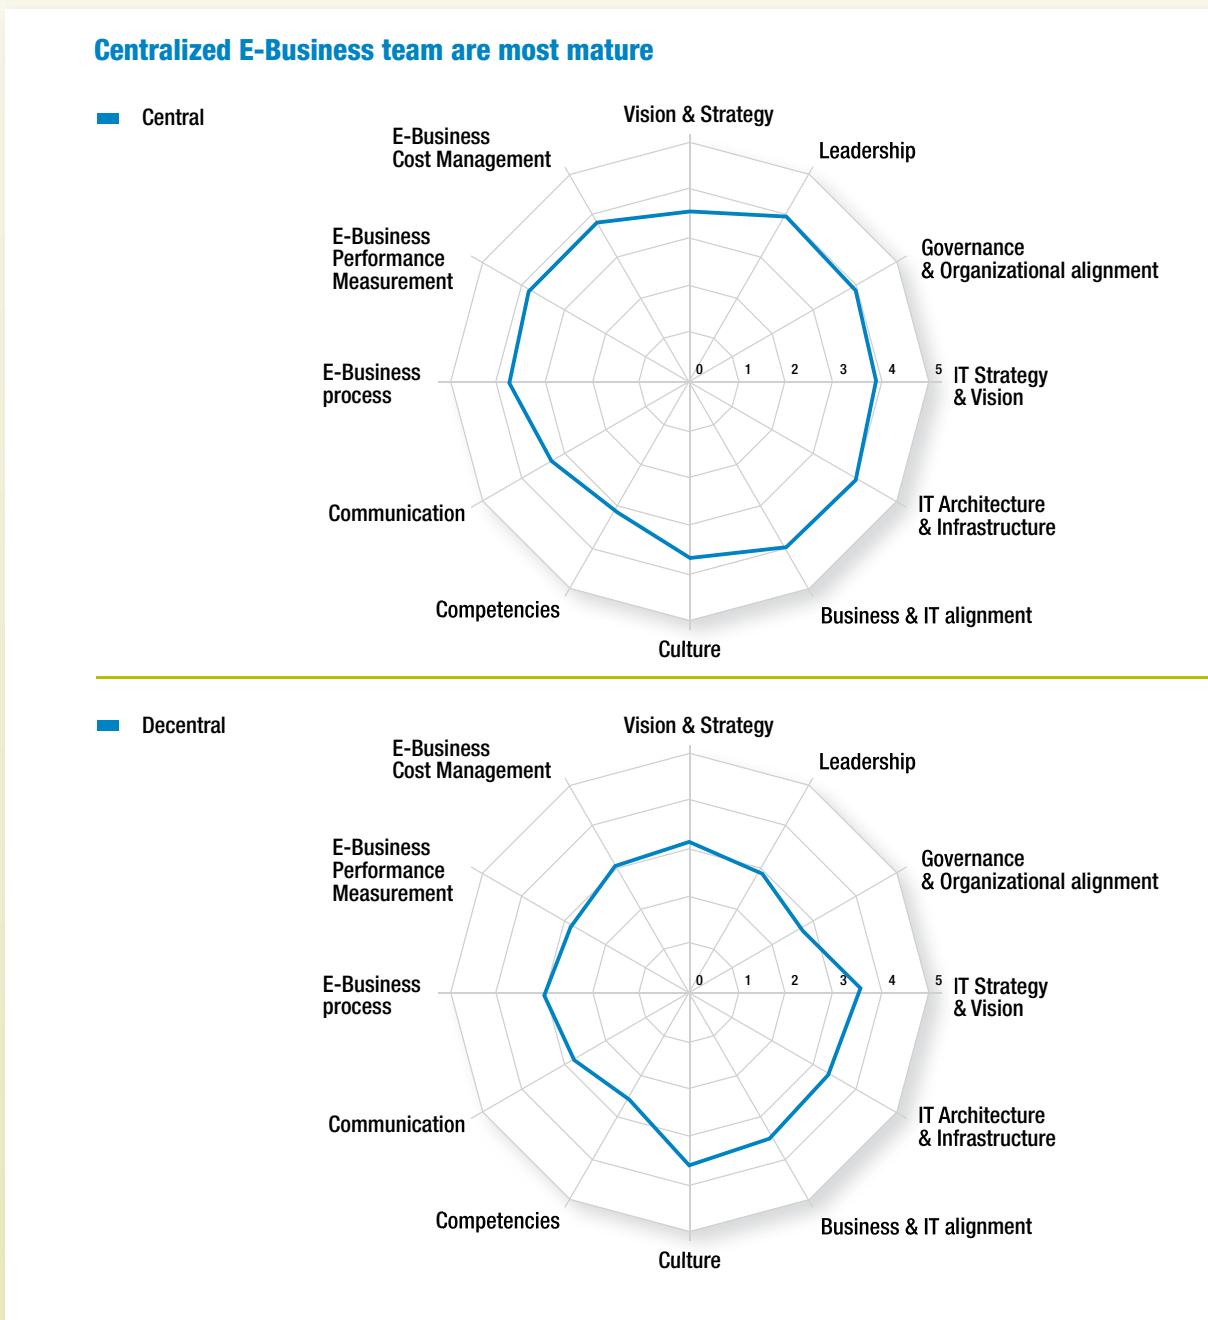 Centralized E-Business team are most mature
Central
Vision & Strategy
Leadership
Governance
& Organizational alignment
IT Strategy
& Vision
IT Architecture
& Infrastructure
Business & IT alignment
Culture
Competencies
Communication
E-Business
process
E-Business
Performance
Measurement
E-Business
Cost Management
0 1 2 3 4 5
Decentral
Vision & Strategy
Leadership
Governance
& Organizational alignment
IT Strategy
& Vision
IT Architecture
& Infrastructure
Business & IT alignment
Culture
Competencies
Communication
E-Business
process
E-Business
Performance
Measurement
E-Business
Cost Management
0 1 2 3 4 5